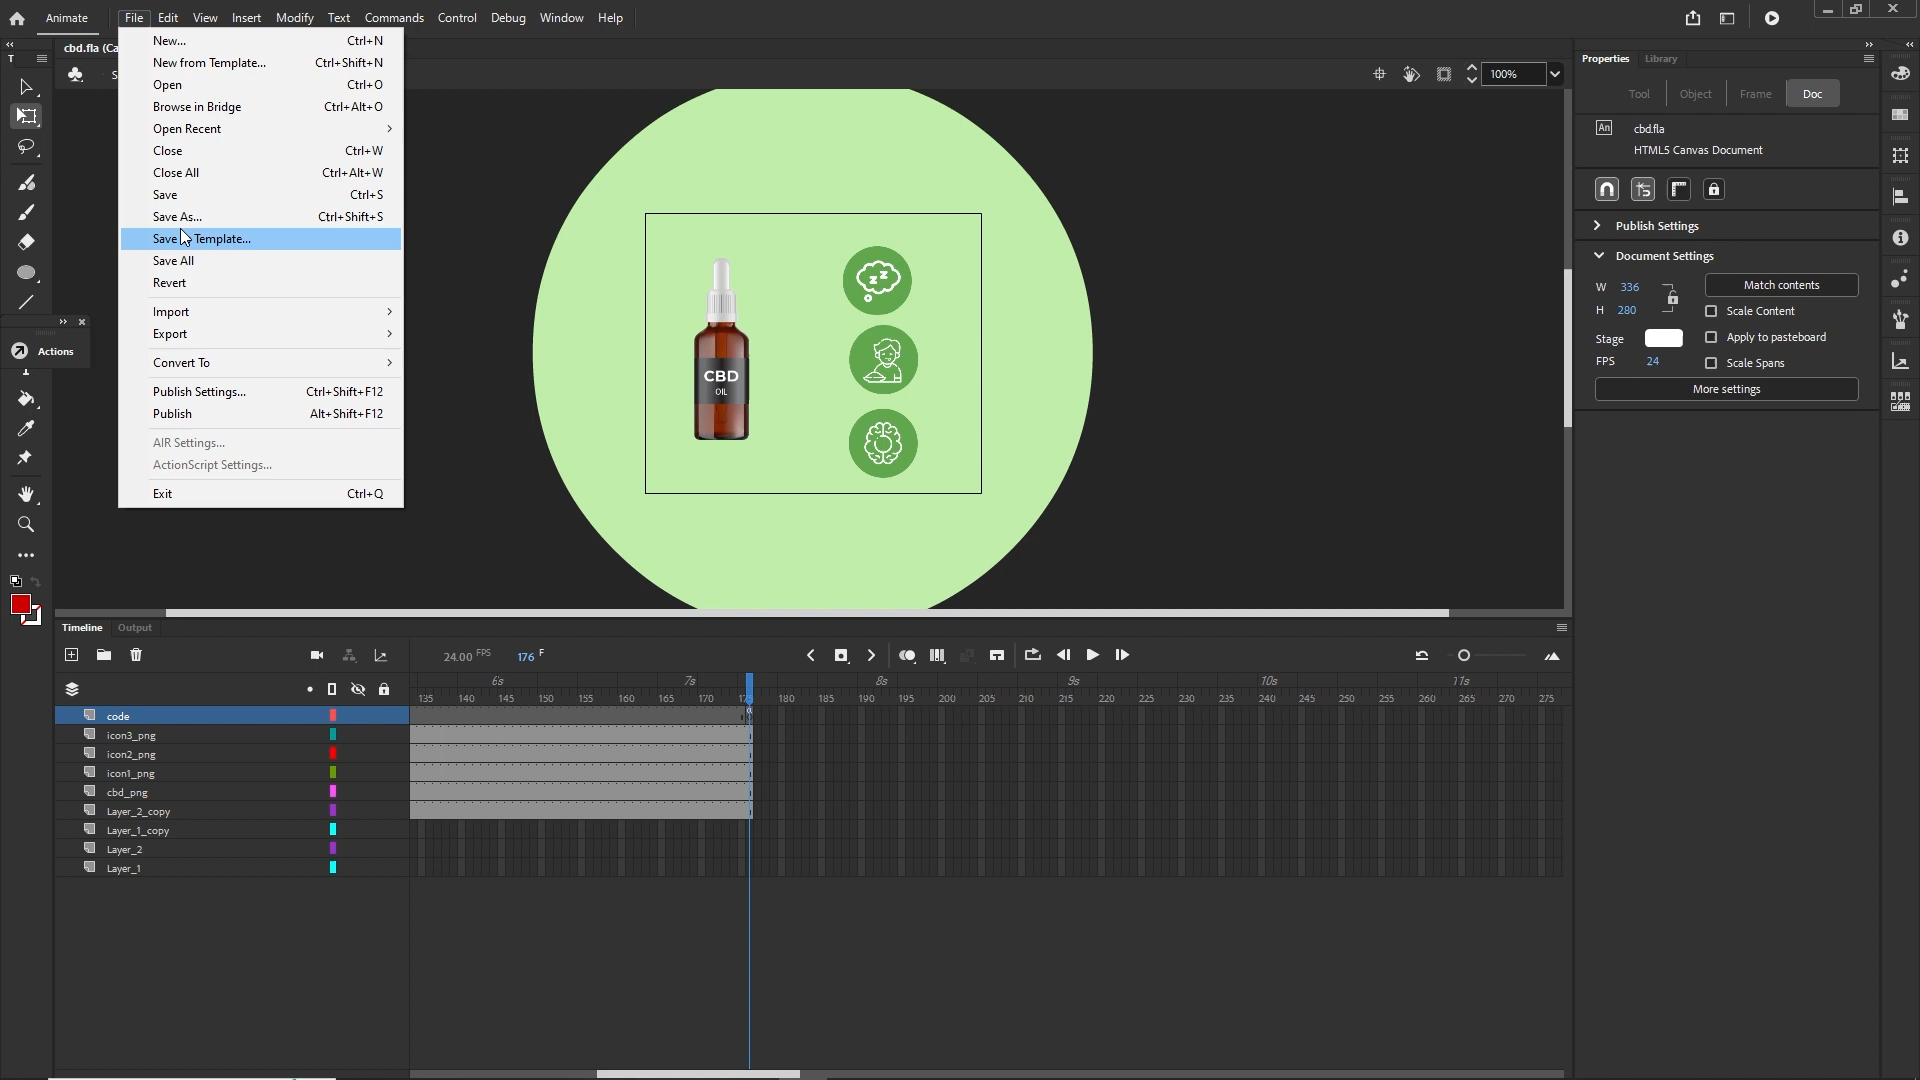 Animate File Edit View Insert Modify Text Commands Control Debug Window Help
cbd.fla (Ca
T
S
100%
New... Ctrl+N
New from Template... Ctrl+Shift+N
Open Ctrl+O
Browse in Bridge Ctrl+Alt+O
Open Recent
Close Ctrl+W
Close All Ctrl+Alt+W
Save Ctrl+S
Save As... Ctrl+Shift+S
Save Template...
Save All
Revert
Import
Export
Convert To
Publish Settings... Ctrl+Shift+F12
Publish Alt+Shift+F12
AIR Settings...
ActionScript Settings...
Exit Ctrl+Q
Actions
CBD
OIL
z z
Properties Library
Tool Object Frame Doc
An cbd.fla
HTML5 Canvas Document
Publish Settings
Document Settings
W 336 Match contents
H 280 Scale Content
Stage Apply to pasteboard
FPS 24 Scale Spans
More settings
Timeline Output
24.00 FPS 176 F
6s 7s 8s 9s 10s 11s
135 140 145 150 155 160 165 170 175 180 185 190 195 200 205 210 215 220 225 230 235 240 245 250 255 260 265 270 275
code
icon3_png
icon2_png
icon1_png
cbd_png
Layer_2_copy
Layer_1_copy
Layer_2
Layer_1